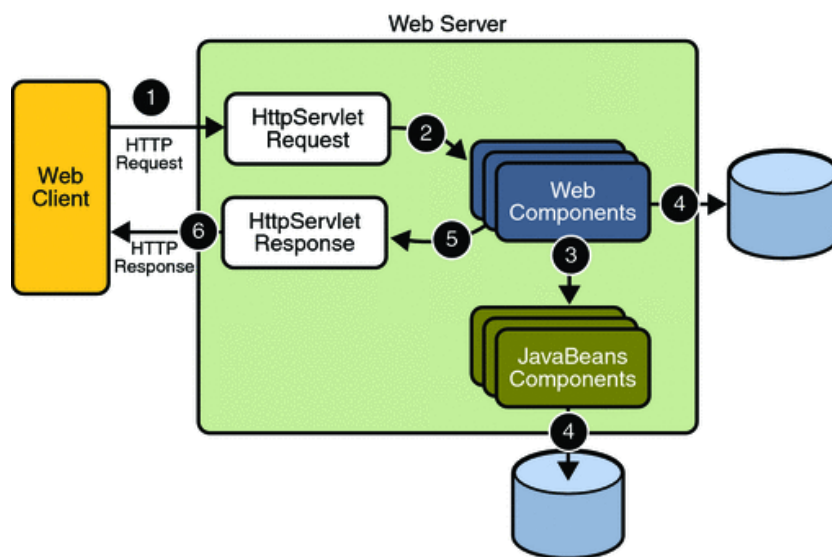 Web Server
Web
Client
1
HTTP
Request
HttpServlet
Request
2
Web
Components
4
6
HTTP
Response
HttpServlet
Response
5
3
JavaBeans
Components
4